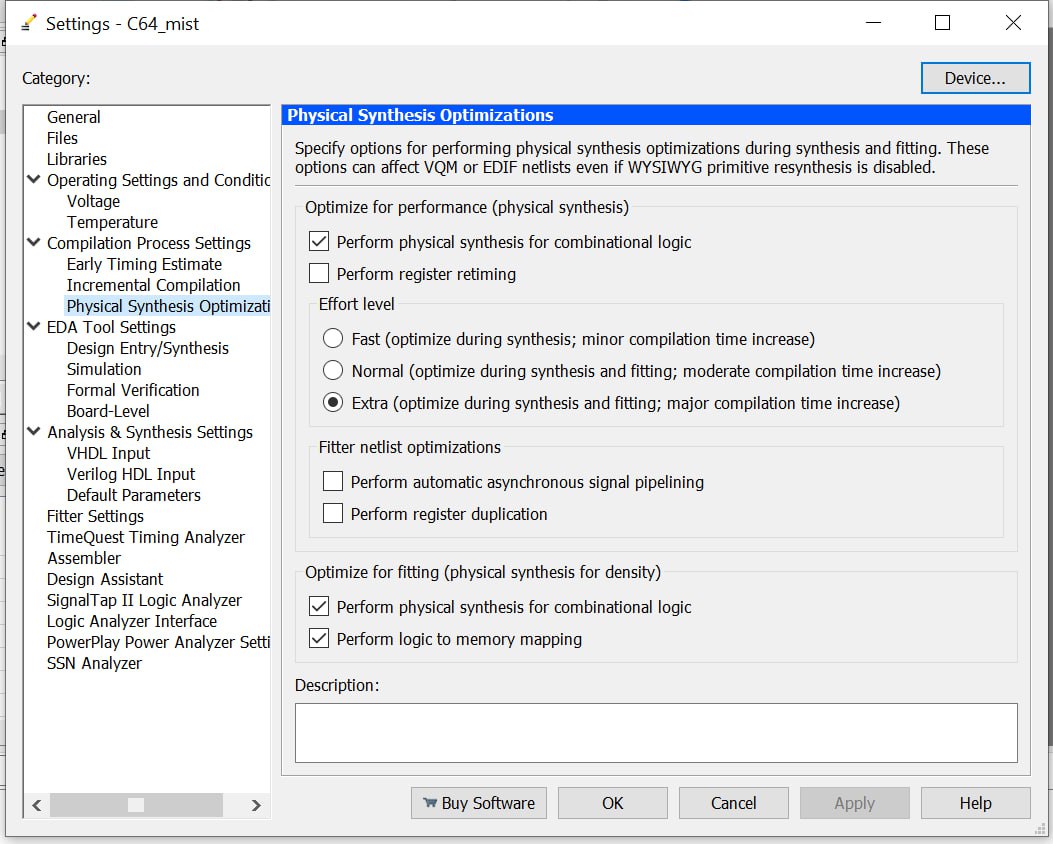 Settings - C64_mist
Category:
Device...
General
Files
Libraries
Operating Settings and Conditic
Voltage
Temperature
Compilation Process Settings
Early Timing Estimate
Incremental Compilation
Physical Synthesis Optimizati
EDA Tool Settings
Design Entry/Synthesis
Simulation
Formal Verification
Board-Level
Analysis & Synthesis Settings
VHDL Input
Verilog HDL Input
Default Parameters
Fitter Settings
TimeQuest Timing Analyzer
Assembler
Design Assistant
SignalTap II Logic Analyzer
Logic Analyzer Interface
PowerPlay Power Analyzer Setti
SSN Analyzer
Physical Synthesis Optimizations
Specify options for performing physical synthesis optimizations during synthesis and fitting. These
options can affect VQM or EDIF netlists even if WYSIWYG primitive resynthesis is disabled.
Optimize for performance (physical synthesis)
Perform physical synthesis for combinational logic
Perform register retiming
Effort level
Fast (optimize during synthesis; minor compilation time increase)
Normal (optimize during synthesis and fitting; moderate compilation time increase)
Extra (optimize during synthesis and fitting; major compilation time increase)
Fitter netlist optimizations
Perform automatic asynchronous signal pipelining
Perform register duplication
Optimize for fitting (physical synthesis for density)
Perform physical synthesis for combinational logic
Perform logic to memory mapping
Description:
Buy Software
OK
Cancel
Apply
Help